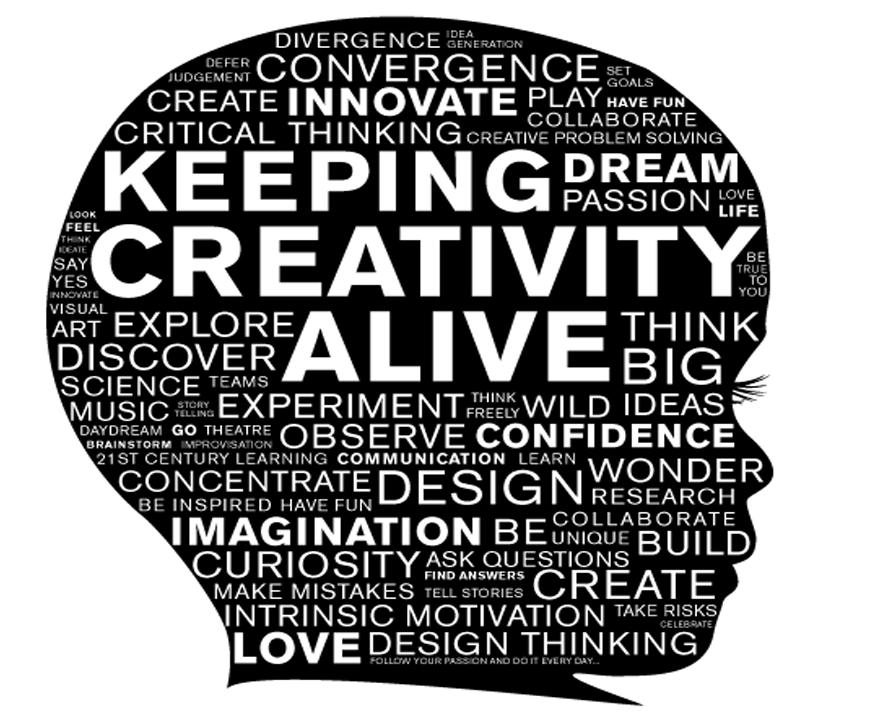 DIVERGENCE IDEA GENERATION
DEFER JUDGEMENT CONVERGENCE SET GOALS
CREATE INNOVATE PLAY HAVE FUN
COLLABORATE
CRITICAL THINKING CREATIVE PROBLEM SOLVING
KEEPING DREAM
PASSION LOVE LIFE
LOOK
FEEL
THINK
IDEATE
CREATIVITY
SAY
YES
BE TRUE TO YOU
INNOVATE
VISUAL
ART EXPLORE ALIVE THINK
DISCOVER BIG
SCIENCE TEAMS
MUSIC STORY TELLING EXPERIMENT THINK FREELY WILD IDEAS
DAYDREAM GO THEATRE
BRAINSTORM IMPROVISATION OBSERVE CONFIDENCE
21ST CENTURY LEARNING COMMUNICATION LEARN WONDER
CONCENTRATE DESIGN RESEARCH
BE INSPIRED HAVE FUN
IMAGINATION BE COLLABORATE
UNIQUE BUILD
CURIOSITY ASK QUESTIONS
FIND ANSWERS CREATE
MAKE MISTAKES TELL STORIES
INTRINSIC MOTIVATION TAKE RISKS
CELEBRATE
LOVE DESIGN THINKING
FOLLOW YOUR PASSION AND DO IT EVERY DAY...